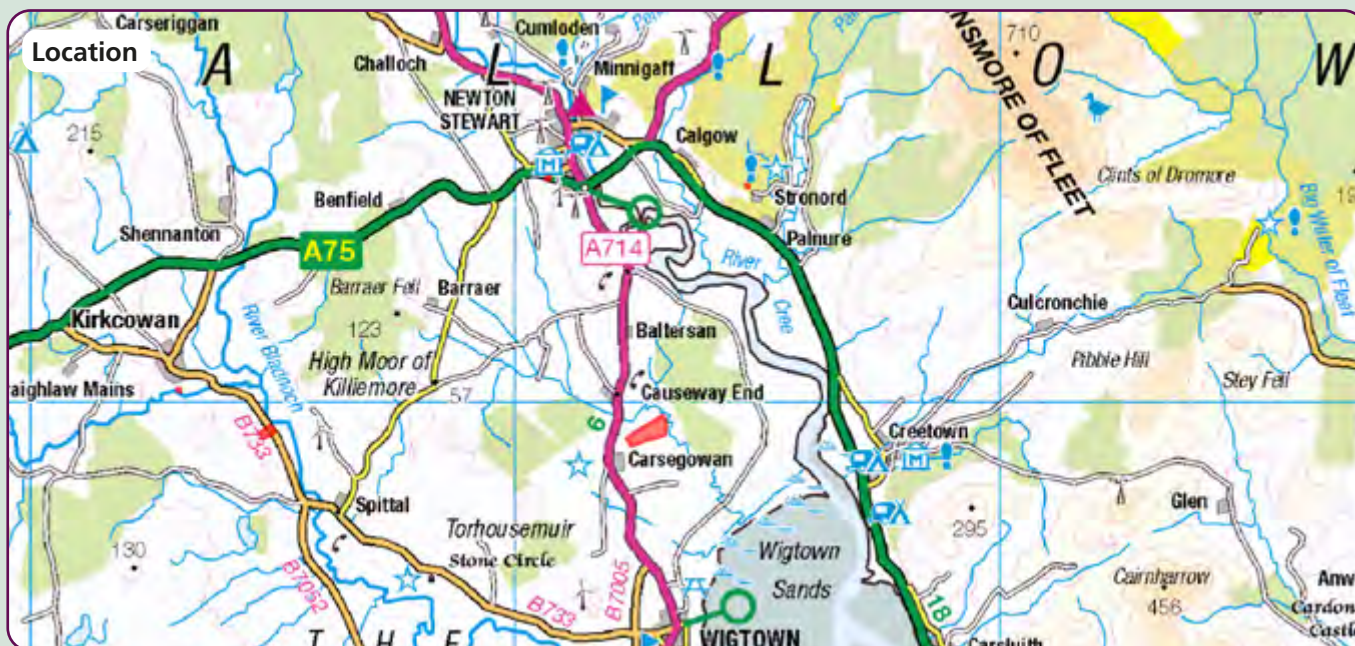 Location
Carseriggan
Cumloden
Challoch
Minnigaff
710
A
L
L
O
W
NEWTON
STEWART
Calgow
CAIRNSMORE OF FLEET
215
Clints of Dromore
Benfield
Stronord
Shennanton
Palnure
A75
A714
River
Cree
Big Water of Fleet
Barraer Fell
Barraer
Culcronchie
Kirkcowan
123
Baltersan
River Bladnoch
High Moor of
Killiemore
57
Pibble Hill
Stey Fell
raighlaw Mains
Causeway End
B733
6
Creetown
Carsegowan
Spittal
Glen
295
Torhousemuir
Stone Circle
130
Wigtown
Sands
B7052
B733
B7005
18
Cairnharrow
456
Anw
Cardon
Castl
T H E
WIGTOWN
Carsluith